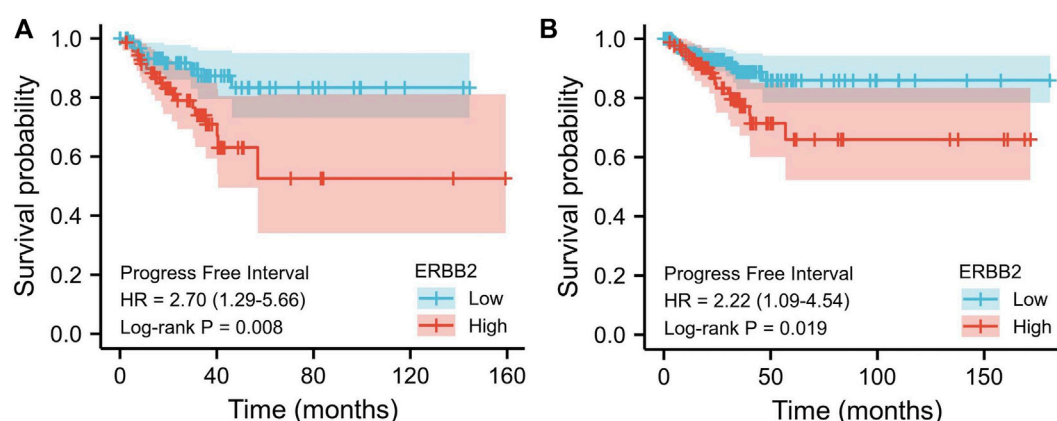 A
Survival probability
1.0
0.8
0.6
0.4
0.2
0.0
Progress Free Interval
HR = 2.70 (1.29-5.66)
Log-rank P = 0.008
ERBB2
Low
High
0 40 80 120 160
Time (months)
B
Survival probability
1.0
0.8
0.6
0.4
0.2
0.0
Progress Free Interval
HR = 2.22 (1.09-4.54)
Log-rank P = 0.019
ERBB2
Low
High
0 50 100 150
Time (months)